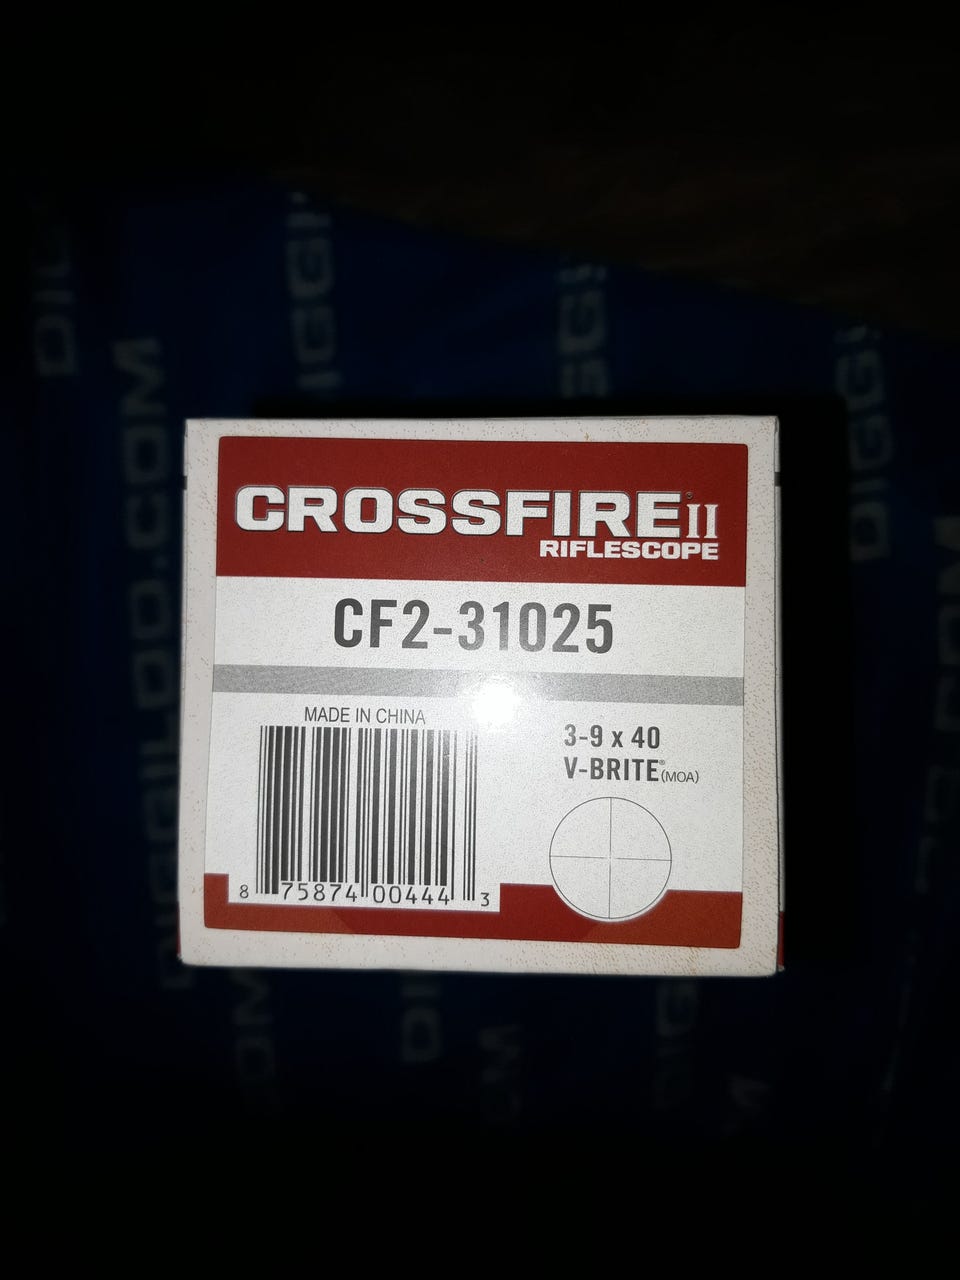 CROSSFIRE® II
RIFLESCOPE
CF2-31025
MADE IN CHINA
3-9 x 40
V-BRITE® (MOA)
8 75874 00444 3